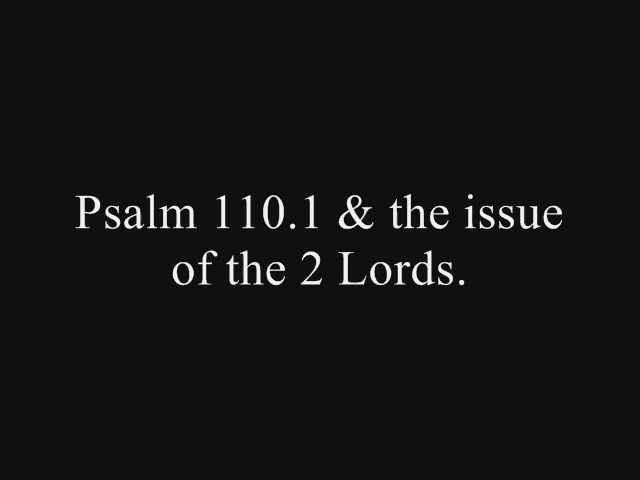 Psalm 110.1 & the issue
of the 2 Lords.